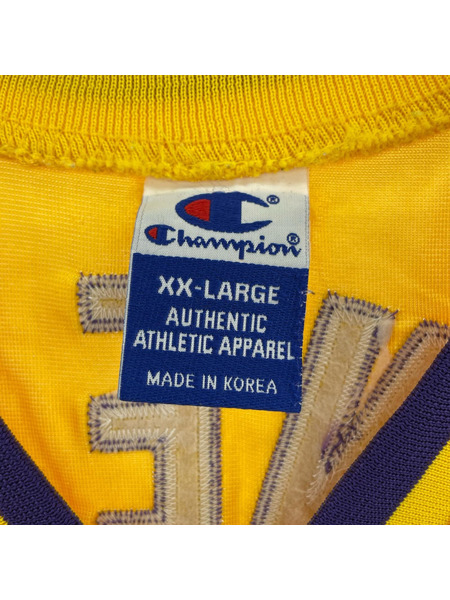 Champion®
XX-LARGE
AUTHENTIC
ATHLETIC APPAREL
MADE IN KOREA